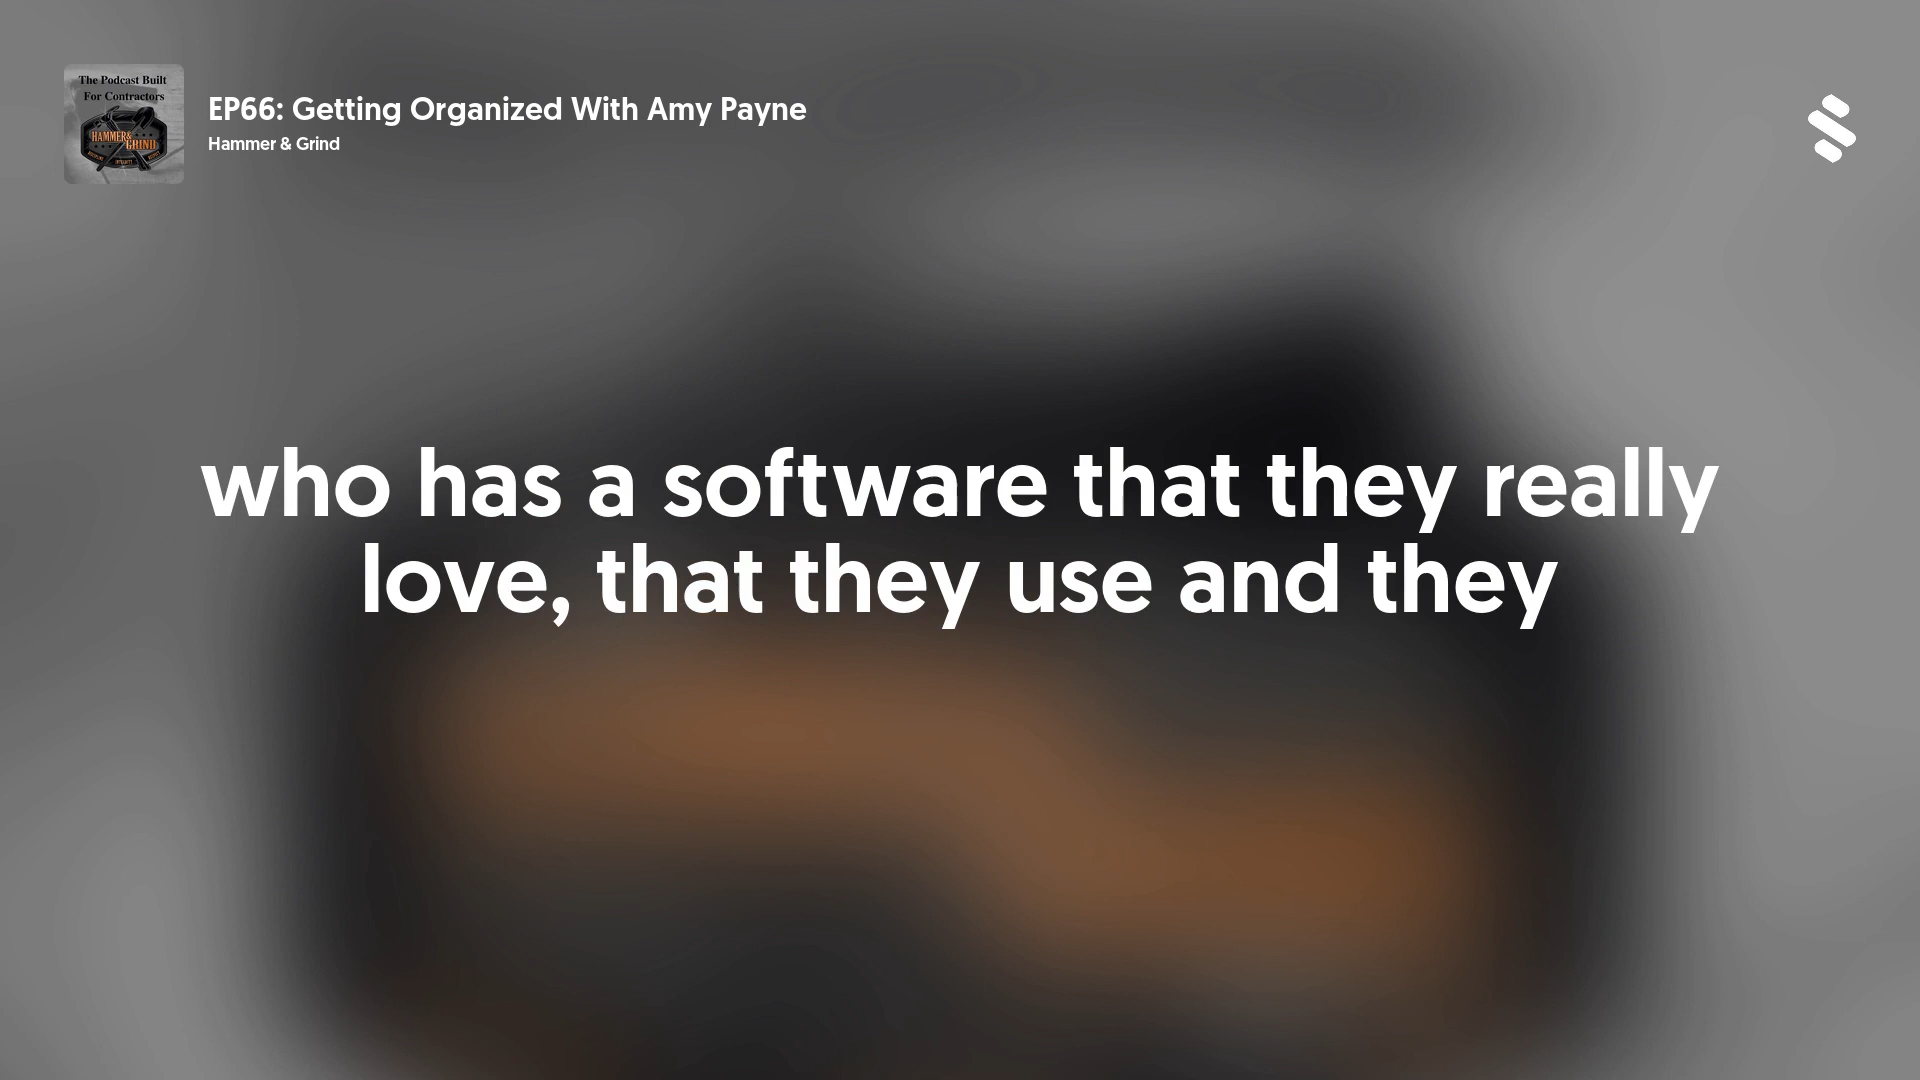 The Podcast Built
For Contractors
HAMMER&
GRIND
EP66: Getting Organized With Amy Payne
Hammer & Grind
who has a software that they really
love, that they use and they